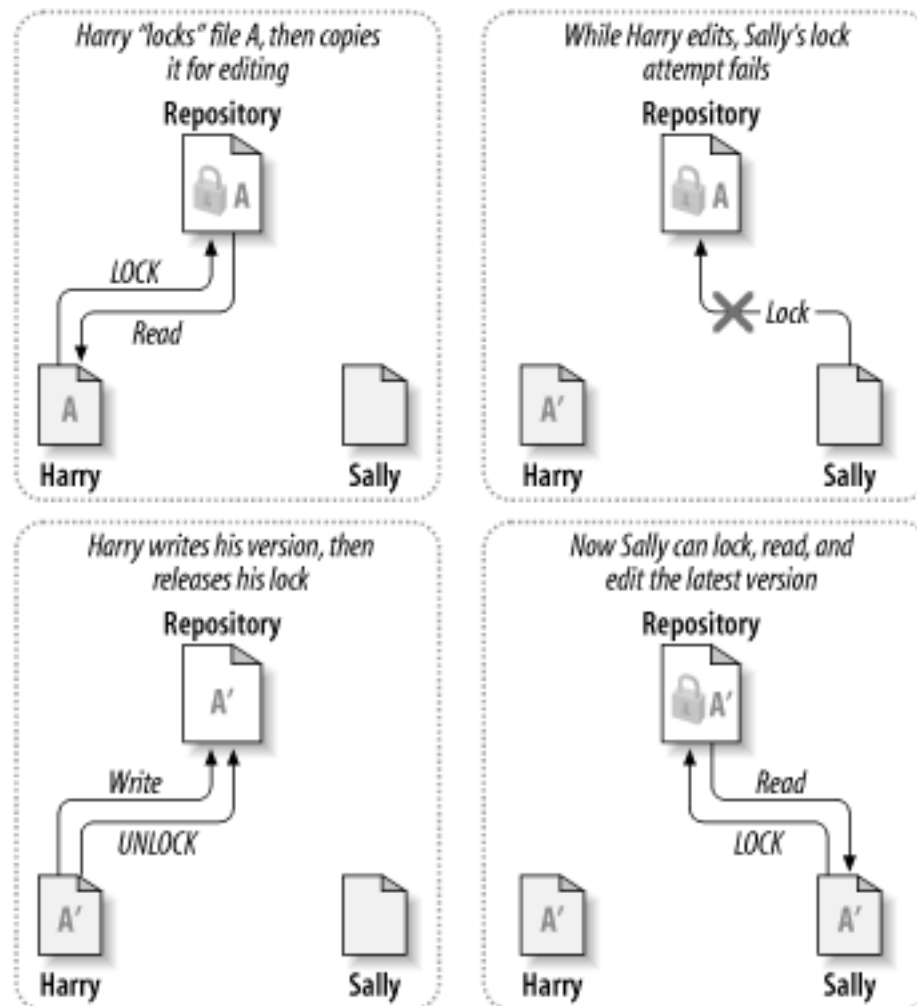 Harry “locks” file A, then copies
it for editing
Repository
A
LOCK
Read
A
Harry
Sally
While Harry edits, Sally’s lock
attempt fails
Repository
A
Lock
A’
Harry
Sally
Harry writes his version, then
releases his lock
Repository
A’
Write
UNLOCK
A’
Harry
Sally
Now Sally can lock, read, and
edit the latest version
Repository
A’
Read
LOCK
A’
A’
Harry
Sally